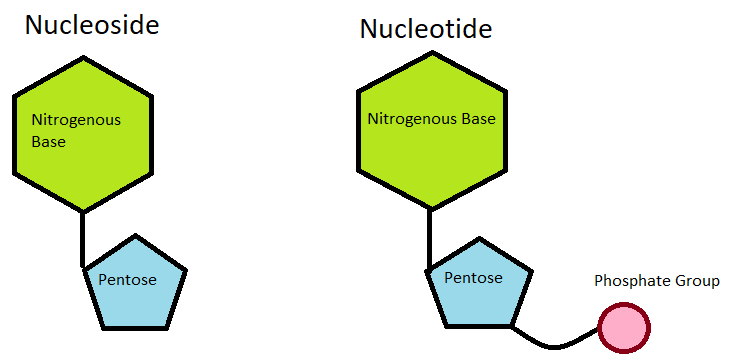 Nucleoside
Nitrogenous
Base
Pentose
Nucleotide
Nitrogenous Base
Pentose
Phosphate Group